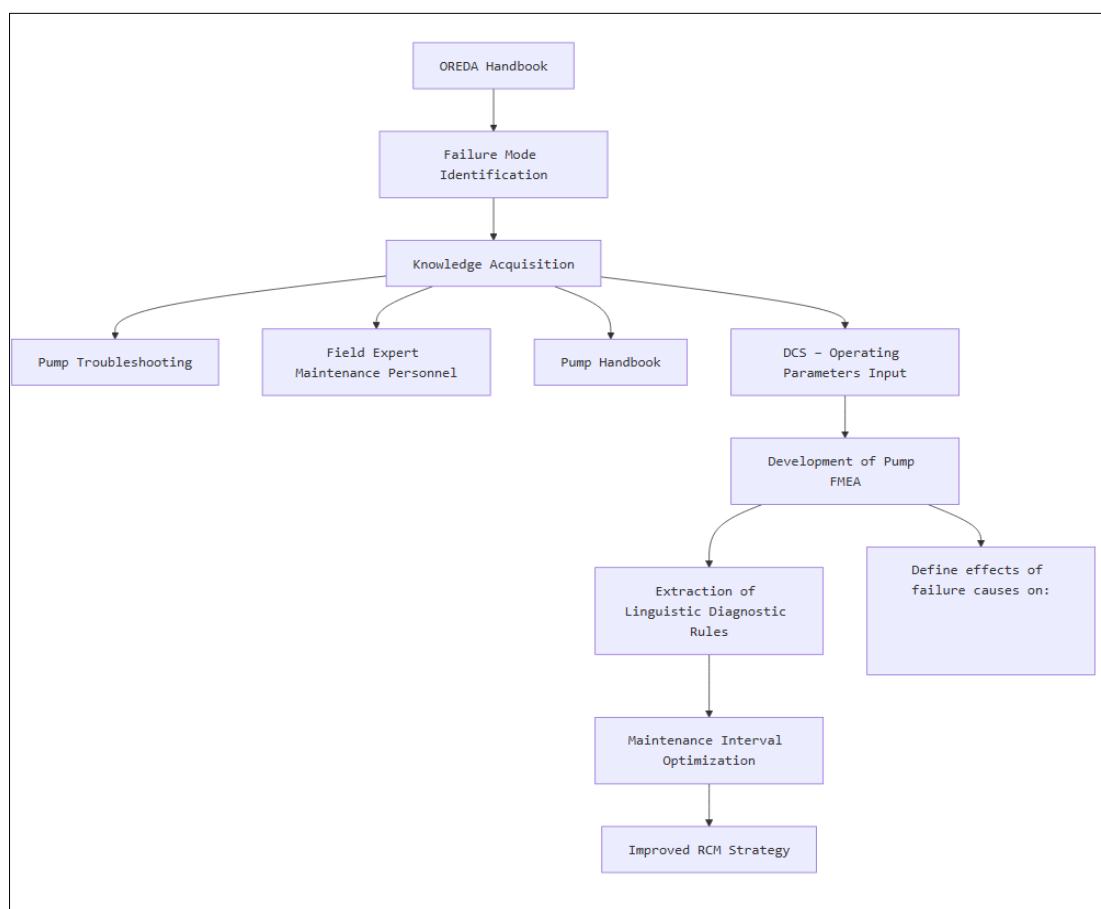 OREDA Handbook
Failure Mode
Identification
Knowledge Acquisition
Pump Troubleshooting
Field Expert
Maintenance Personnel
Pump Handbook
DCS – Operating
Parameters Input
Development of Pump
FMEA
Extraction of
Linguistic Diagnostic
Rules
Define effects of
failure causes on:
Maintenance Interval
Optimization
Improved RCM Strategy